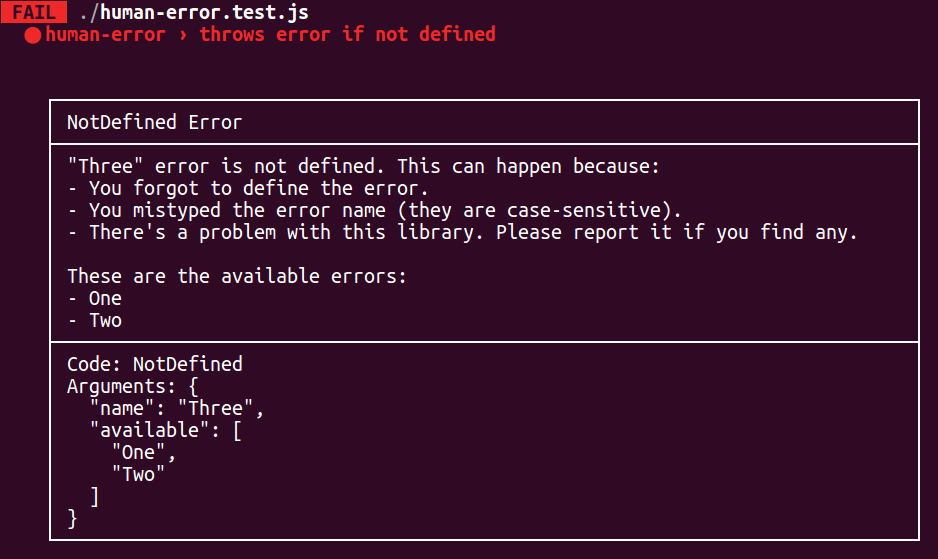 FAIL ./human-error.test.js
● human-error › throws error if not defined
NotDefined Error
"Three" error is not defined. This can happen because:
- You forgot to define the error.
- You mistyped the error name (they are case-sensitive).
- There's a problem with this library. Please report it if you find any.
These are the available errors:
- One
- Two
Code: NotDefined
Arguments: {
  "name": "Three",
  "available": [
    "One",
    "Two"
  ]
}